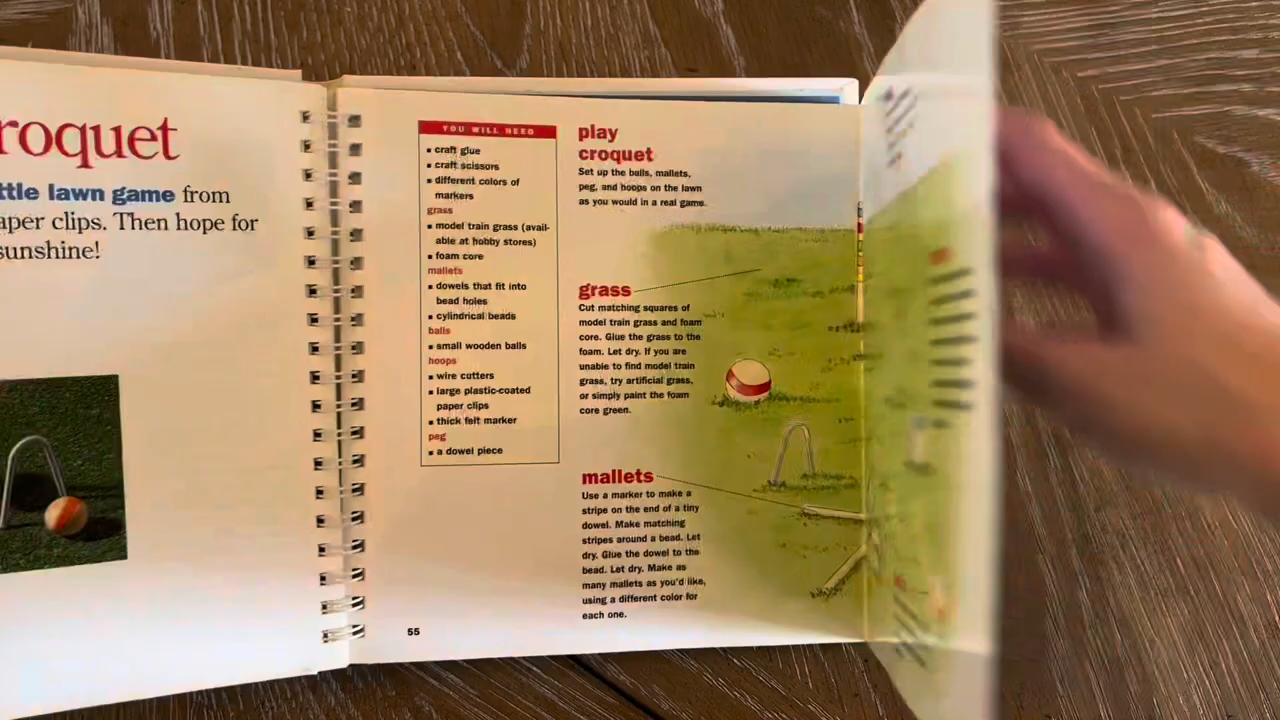 roquet
ttle lawn game from
aper clips. Then hope for
sunshine!
YOU WILL NEED
▪ craft glue
▪ craft scissors
▪ different colors of
markers
grass
▪ model train grass (avail-
able at hobby stores)
▪ foam core
mallets
▪ dowels that fit into
bead holes
▪ cylindrical beads
balls
▪ small wooden balls
hoops
▪ wire cutters
▪ large plastic-coated
paper clips
▪ thick felt marker
peg
▪ a dowel piece
55
play
croquet
Set up the balls, mallets,
peg, and hoops on the lawn
as you would in a real game.
grass
Cut matching squares of
model train grass and foam
core. Glue the grass to the
foam. Let dry. If you are
unable to find model train
grass, try artificial grass,
or simply paint the foam
core green.
mallets
Use a marker to make a
stripe on the end of a tiny
dowel. Make matching
stripes around a bead. Let
dry. Glue the dowel to the
bead. Let dry. Make as
many mallets as you'd like,
using a different color for
each one.